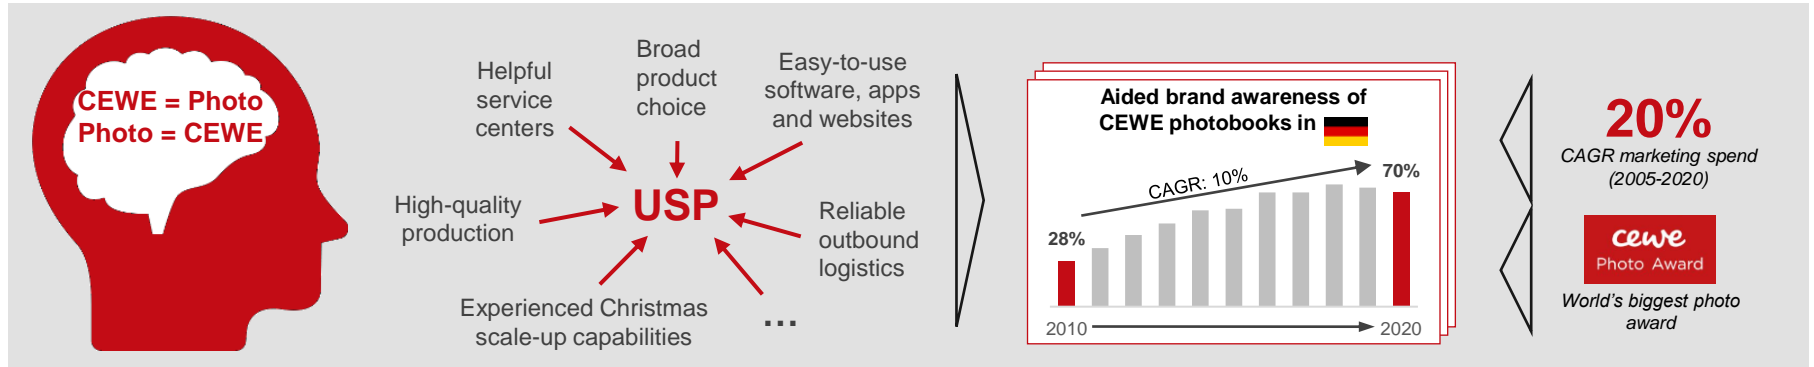 CEWE = Photo
Photo = CEWE
Helpful
service
centers
Broad
product
choice
Easy-to-use
software, apps
and websites
High-quality
production
USP
Reliable
outbound
logistics
Experienced Christmas
scale-up capabilities
...
Aided brand awareness of
CEWE photobooks in
CAGR: 10%
28%
70%
2010
2020
20%
CAGR marketing spend
(2005-2020)
cewe
Photo Award
World's biggest photo
award